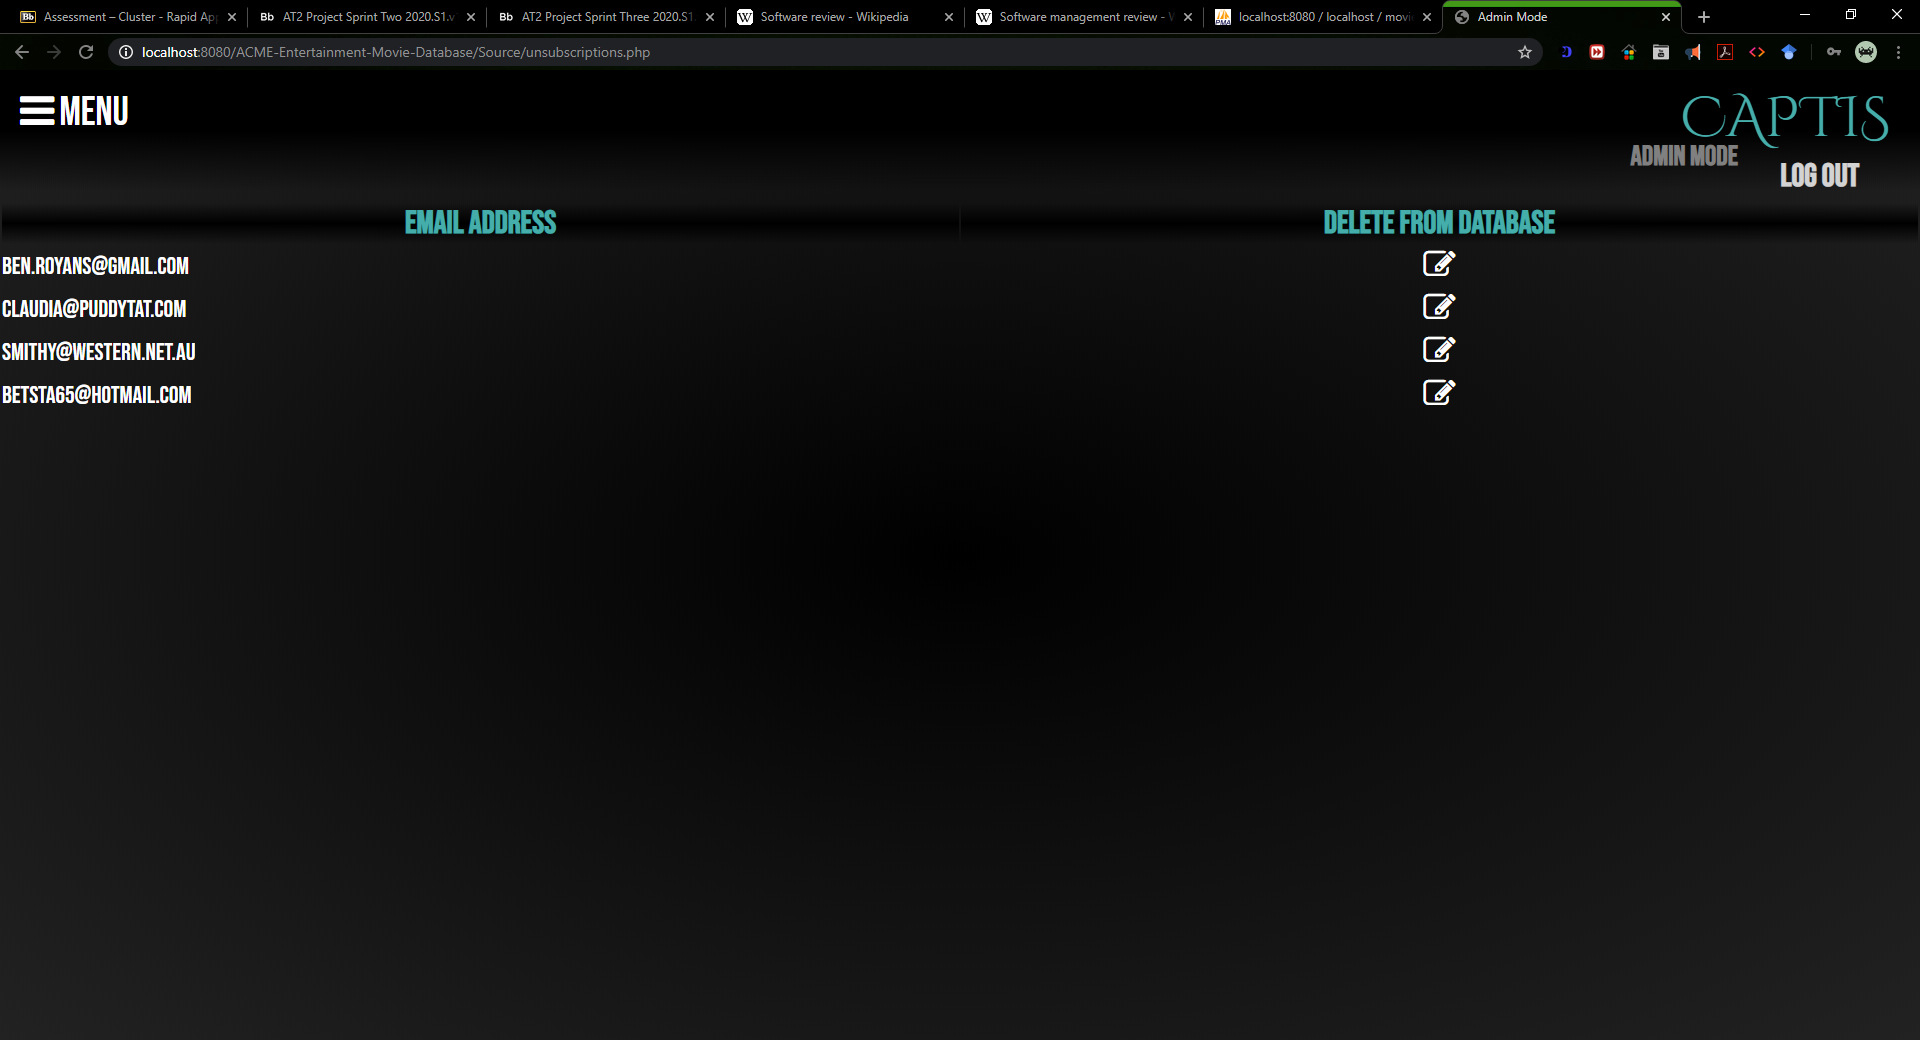 Assessment – Cluster - Rapid Ap
AT2 Project Sprint Two 2020.S1.v
AT2 Project Sprint Three 2020.S1
Software review - Wikipedia
Software management review - W
localhost:8080 / localhost / movi
Admin Mode
localhost:8080/ACME-Entertainment-Movie-Database/Source/unsubscriptions.php
MENU
CAPTIS
ADMIN MODE
LOG OUT
EMAIL ADDRESS
DELETE FROM DATABASE
BEN.ROYANS@GMAIL.COM
CLAUDIA@PUDDYTAT.COM
SMITHY@WESTERN.NET.AU
BETSTA65@HOTMAIL.COM